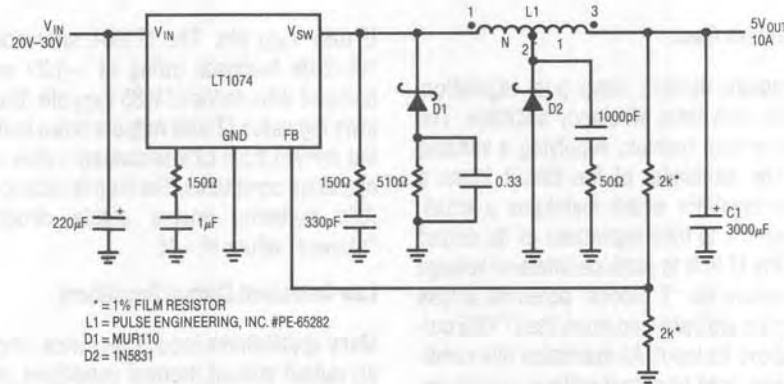 1 L1 3
VIN
20V–30V
VIN
VSW
N 2 1
5VOUT
10A
LT1074
D1
D2
1000pF
GND FB
150Ω
150Ω
510Ω
0.33
50Ω
2k*
220µF
+
1µF
330pF
+
C1
3000µF
* = 1% FILM RESISTOR
L1 = PULSE ENGINEERING, INC. #PE-65282
D1 = MUR110
D2 = 1N5831
2k*